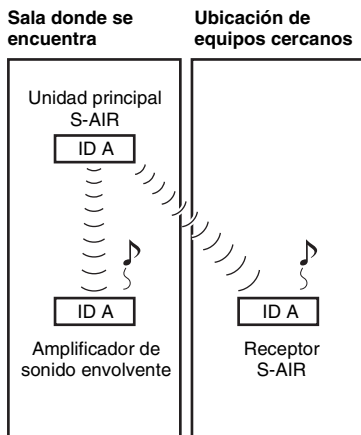 Sala donde se
encuentra
Ubicación de
equipos cercanos
Unidad principal
S-AIR
ID A
ID A
Amplificador de
sonido envolvente
ID A
Receptor
S-AIR